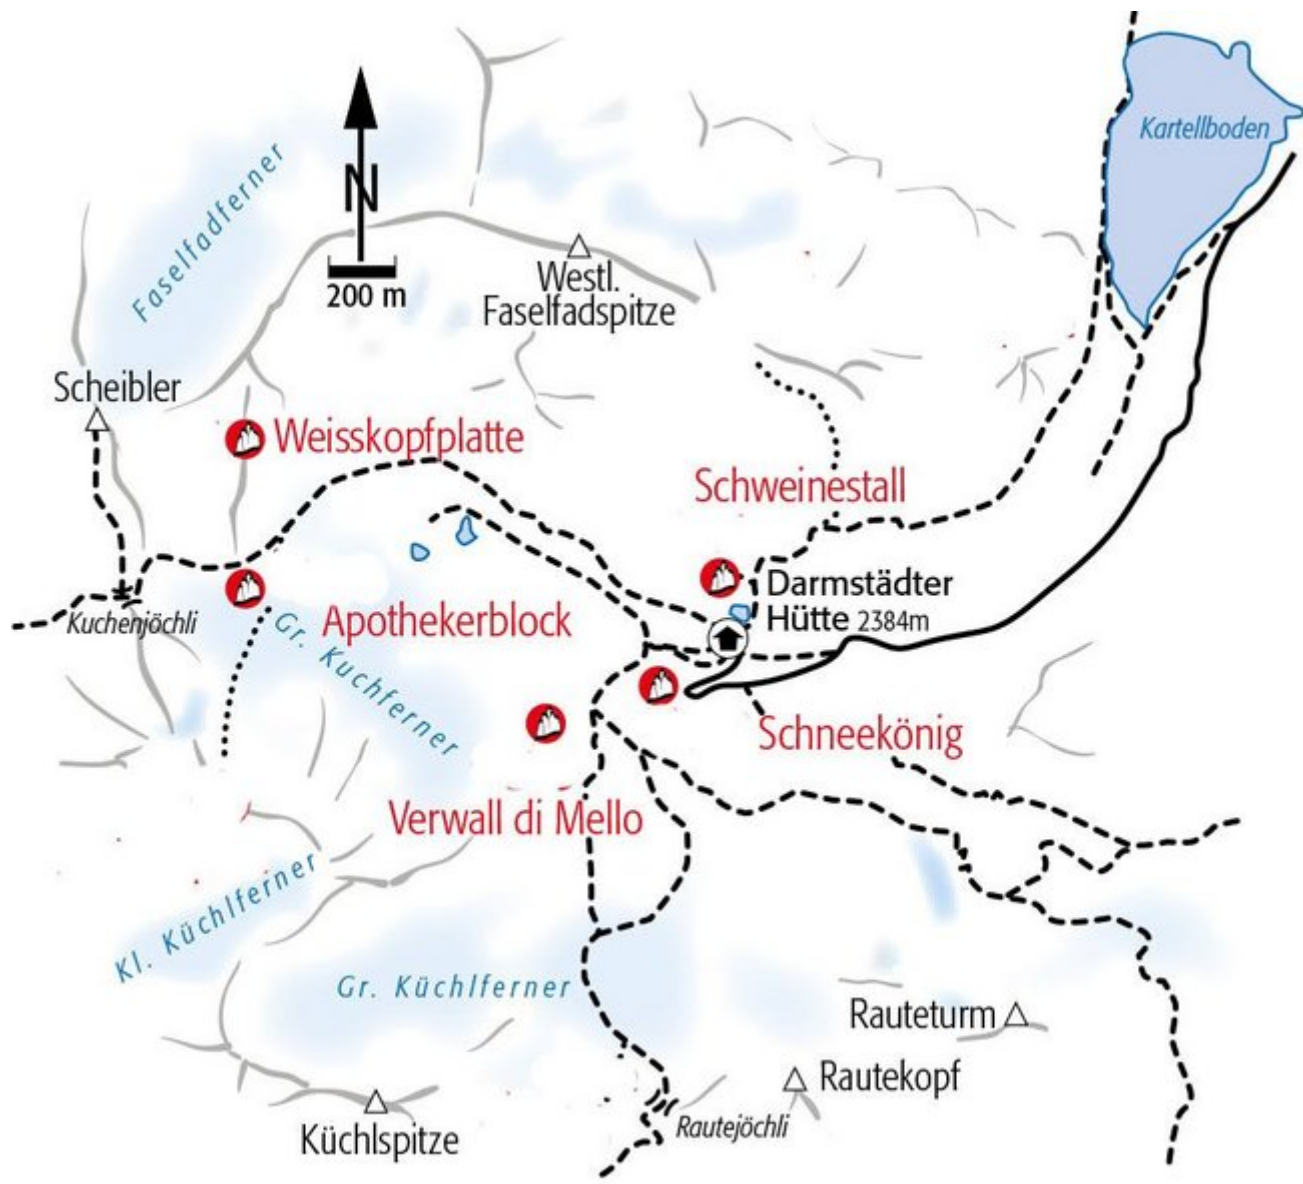 Kartellboden
Faselfadferner
N
200 m
Westl.
Faselfadspitze
Scheibler
Weisskopfplatte
Schweinestall
Darmstädter
Hütte 2384m
Kuchenjöchli
Apothekerblock
Gr. Kuchferner
Schneekönig
Verwall di Mello
Kl. Küchlferner
Gr. Küchlferner
Rauteturm
Rautekopf
Rautejöchli
Küchlspitze